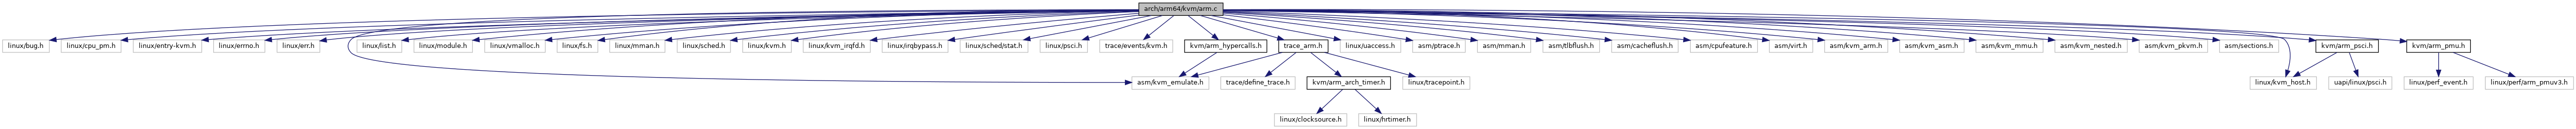 arch/arm64/kvm/arm.c
linux/bug.h
linux/cpu_pm.h
linux/entry-kvm.h
linux/errno.h
linux/err.h
linux/list.h
linux/module.h
linux/vmalloc.h
linux/fs.h
linux/mman.h
linux/sched.h
linux/kvm.h
linux/kvm_irqfd.h
linux/irqbypass.h
linux/sched/stat.h
linux/psci.h
trace/events/kvm.h
kvm/arm_hypercalls.h
trace_arm.h
linux/uaccess.h
asm/ptrace.h
asm/mman.h
asm/tlbflush.h
asm/cacheflush.h
asm/cpufeature.h
asm/virt.h
asm/kvm_arm.h
asm/kvm_asm.h
asm/kvm_mmu.h
asm/kvm_nested.h
asm/kvm_pkvm.h
asm/sections.h
kvm/arm_psci.h
kvm/arm_pmu.h
asm/kvm_emulate.h
trace/define_trace.h
kvm/arm_arch_timer.h
linux/tracepoint.h
linux/kvm_host.h
uapi/linux/psci.h
linux/perf_event.h
linux/perf/arm_pmuv3.h
linux/clocksource.h
linux/hrtimer.h